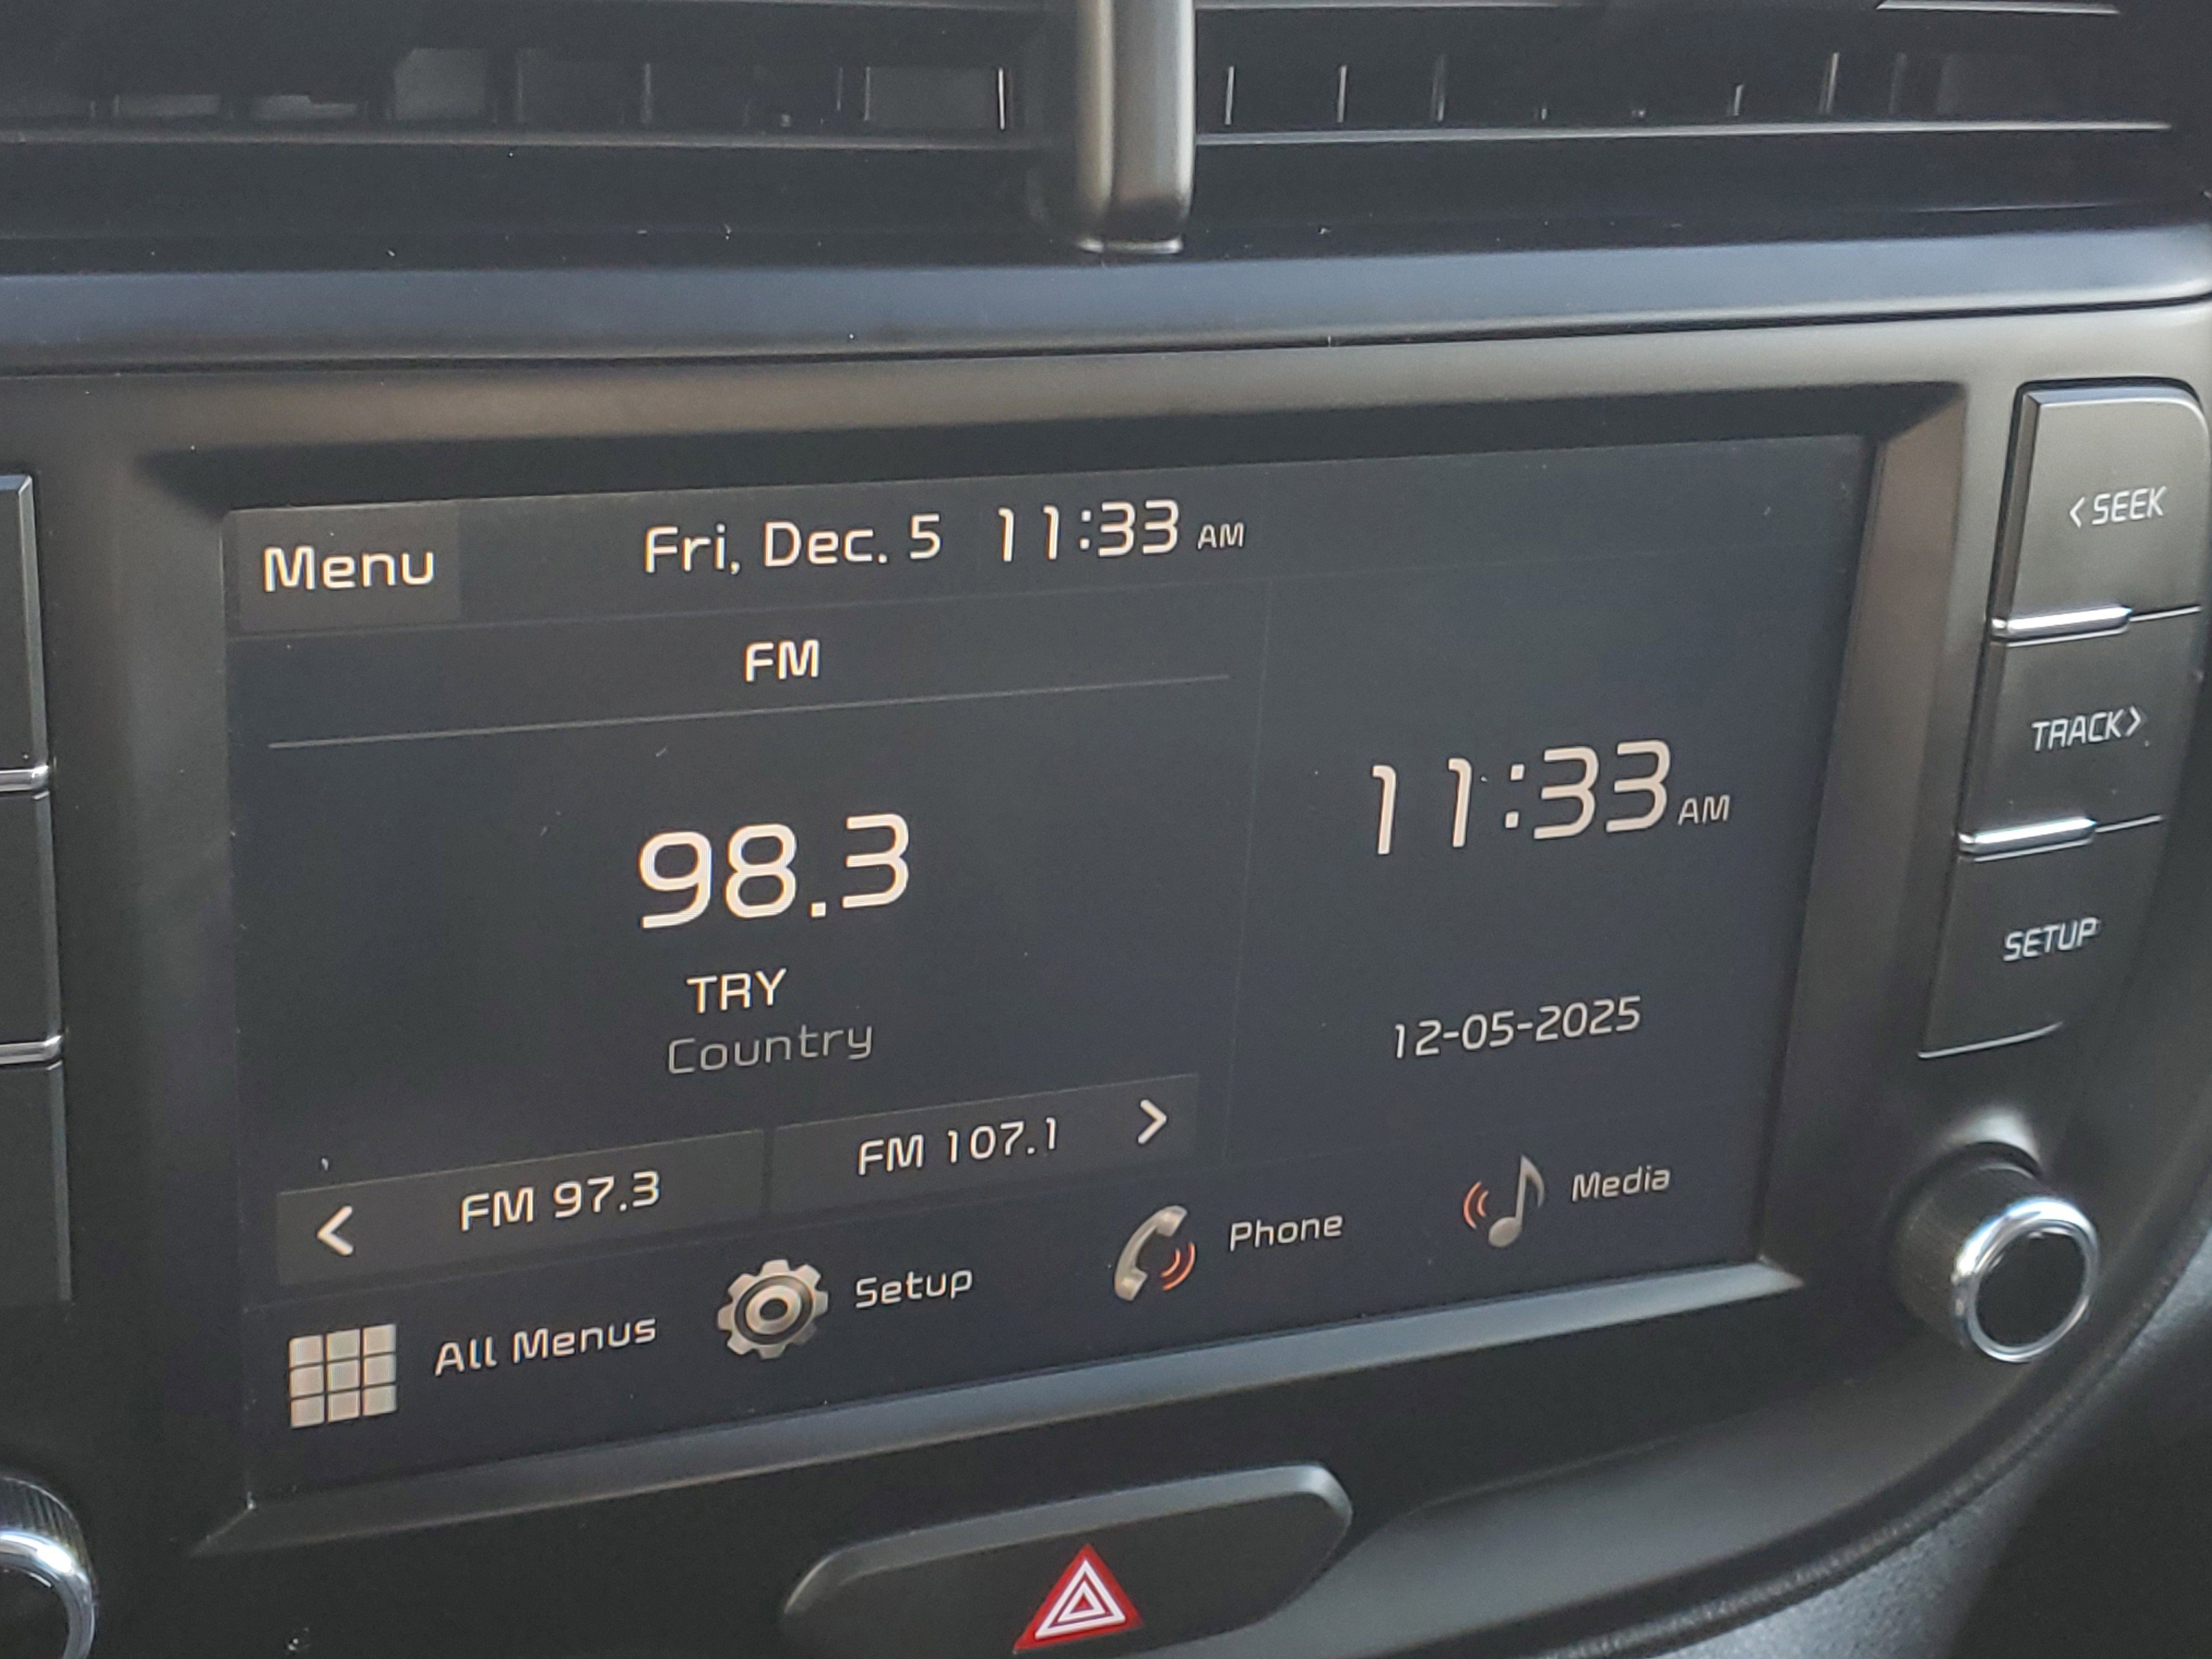 Menu Fri, Dec. 5 11:33 AM
FM
98.3
TRY
Country
< FM 97.3 FM 107.1 >
11:33 AM
12-05-2025
All Menus Setup Phone Media
< SEEK
TRACK >
SETUP